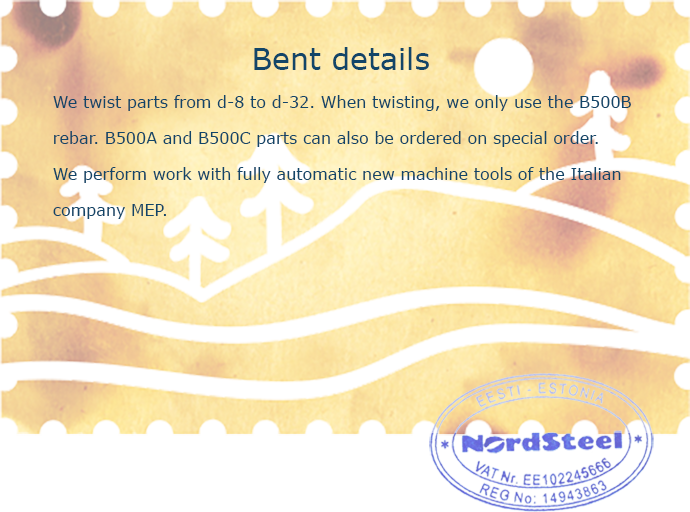 Bent details
We twist parts from d-8 to d-32. When twisting, we only use the B500B
rebar. B500A and B500C parts can also be ordered on special order.
We perform work with fully automatic new machine tools of the Italian
company MEP.
EESTI - ESTONIA
* NordSteel *
VAT Nr. EE102245666
REG No: 14943863